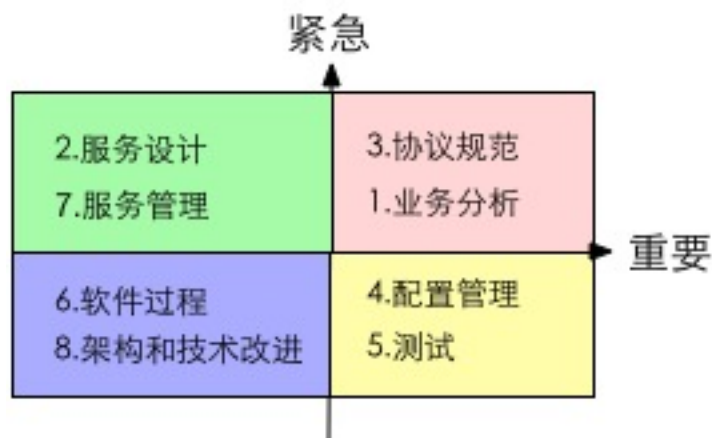 紧急
2.服务设计
7.服务管理
3.协议规范
1.业务分析
重要
6.软件过程
8.架构和技术改进
4.配置管理
5.测试